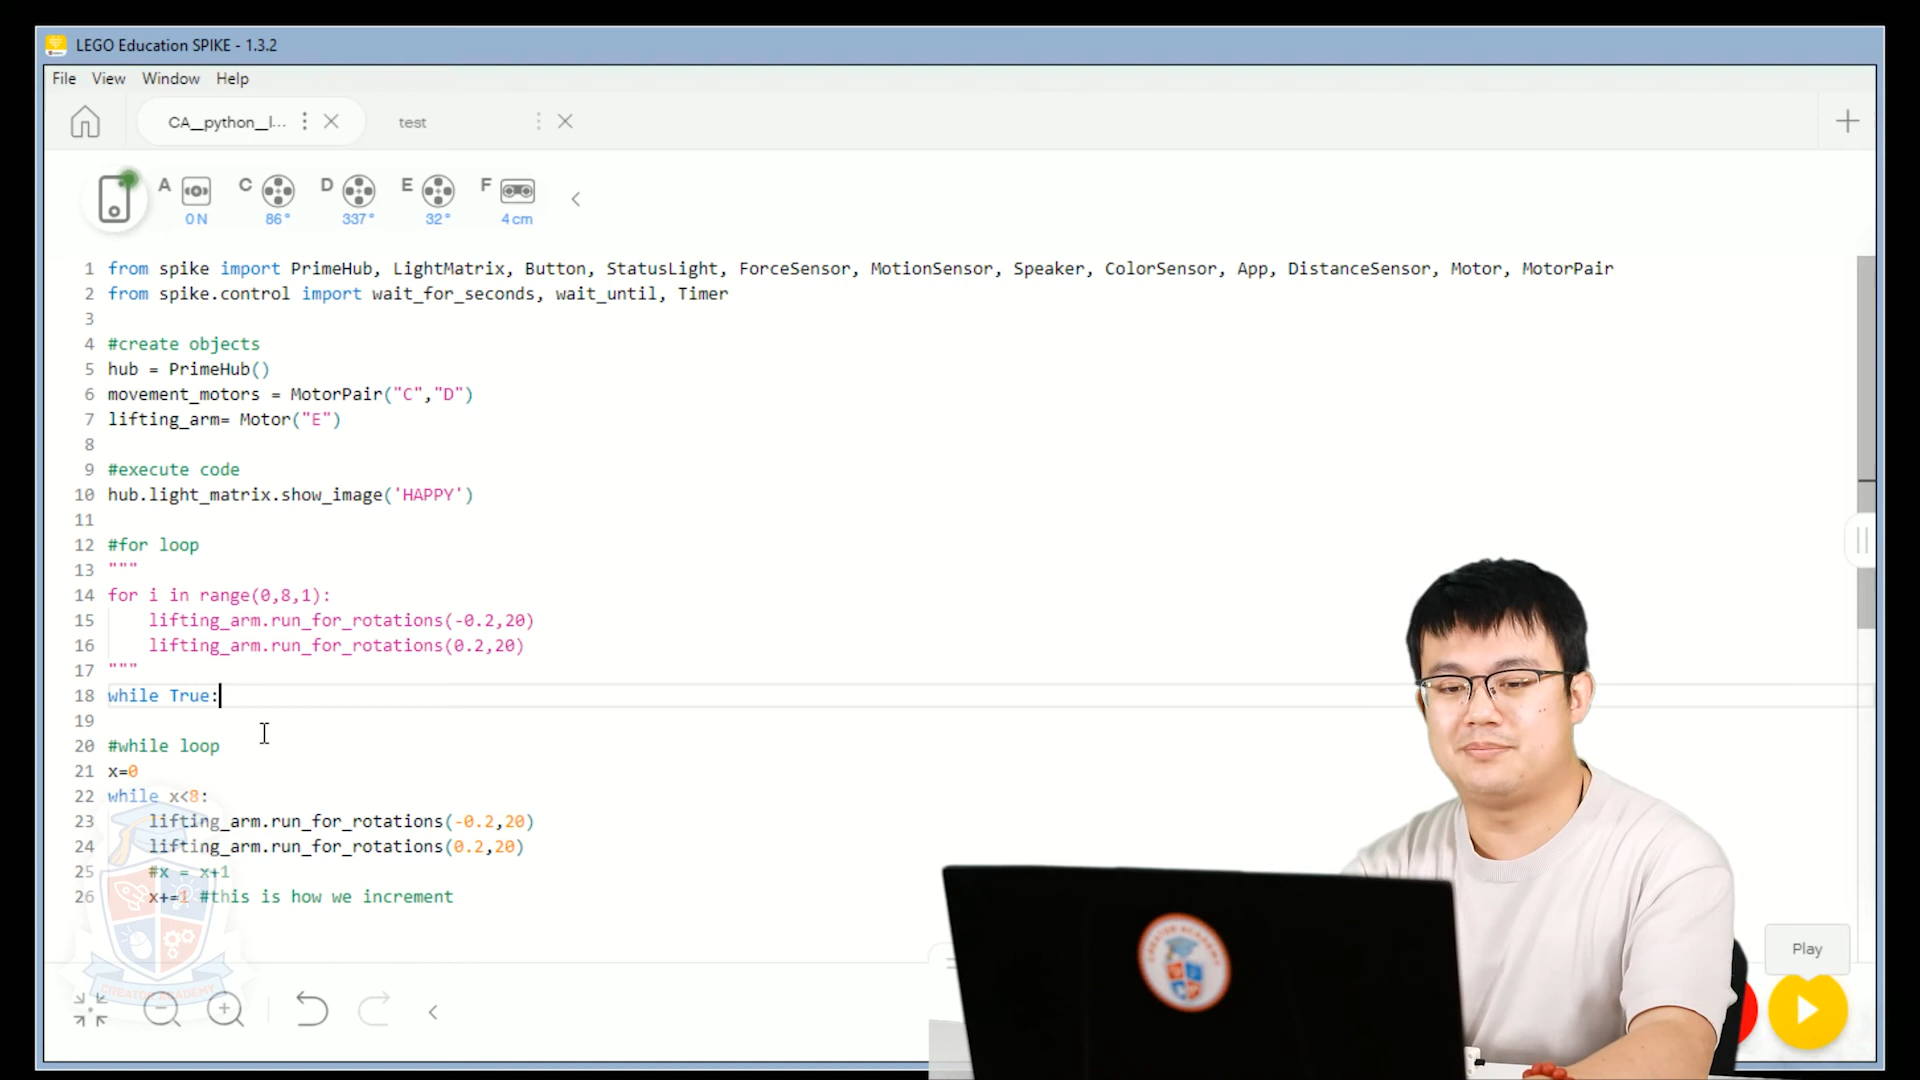 LEGO Education SPIKE - 1.3.2
File View Window Help
CA_python_l... test
A C D E F
0 N 86° 337° 32° 4 cm
1 from spike import PrimeHub, LightMatrix, Button, StatusLight, ForceSensor, MotionSensor, Speaker, ColorSensor, App, DistanceSensor, Motor, MotorPair
2 from spike.control import wait_for_seconds, wait_until, Timer
3
4 #create objects
5 hub = PrimeHub()
6 movement_motors = MotorPair("C","D")
7 lifting_arm= Motor("E")
8
9 #execute code
10 hub.light_matrix.show_image('HAPPY')
11
12 #for loop
13 """
14 for i in range(0,8,1):
15 lifting_arm.run_for_rotations(-0.2,20)
16 lifting_arm.run_for_rotations(0.2,20)
17 """
18 while True:
19
20 #while loop
21 x=0
22 while x<8:
23 lifting_arm.run_for_rotations(-0.2,20)
24 lifting_arm.run_for_rotations(0.2,20)
25 #x = x+1
26 x+=1 #this is how we increment
CREATOR ACADEMY
CREATOR ACADEMY
Play